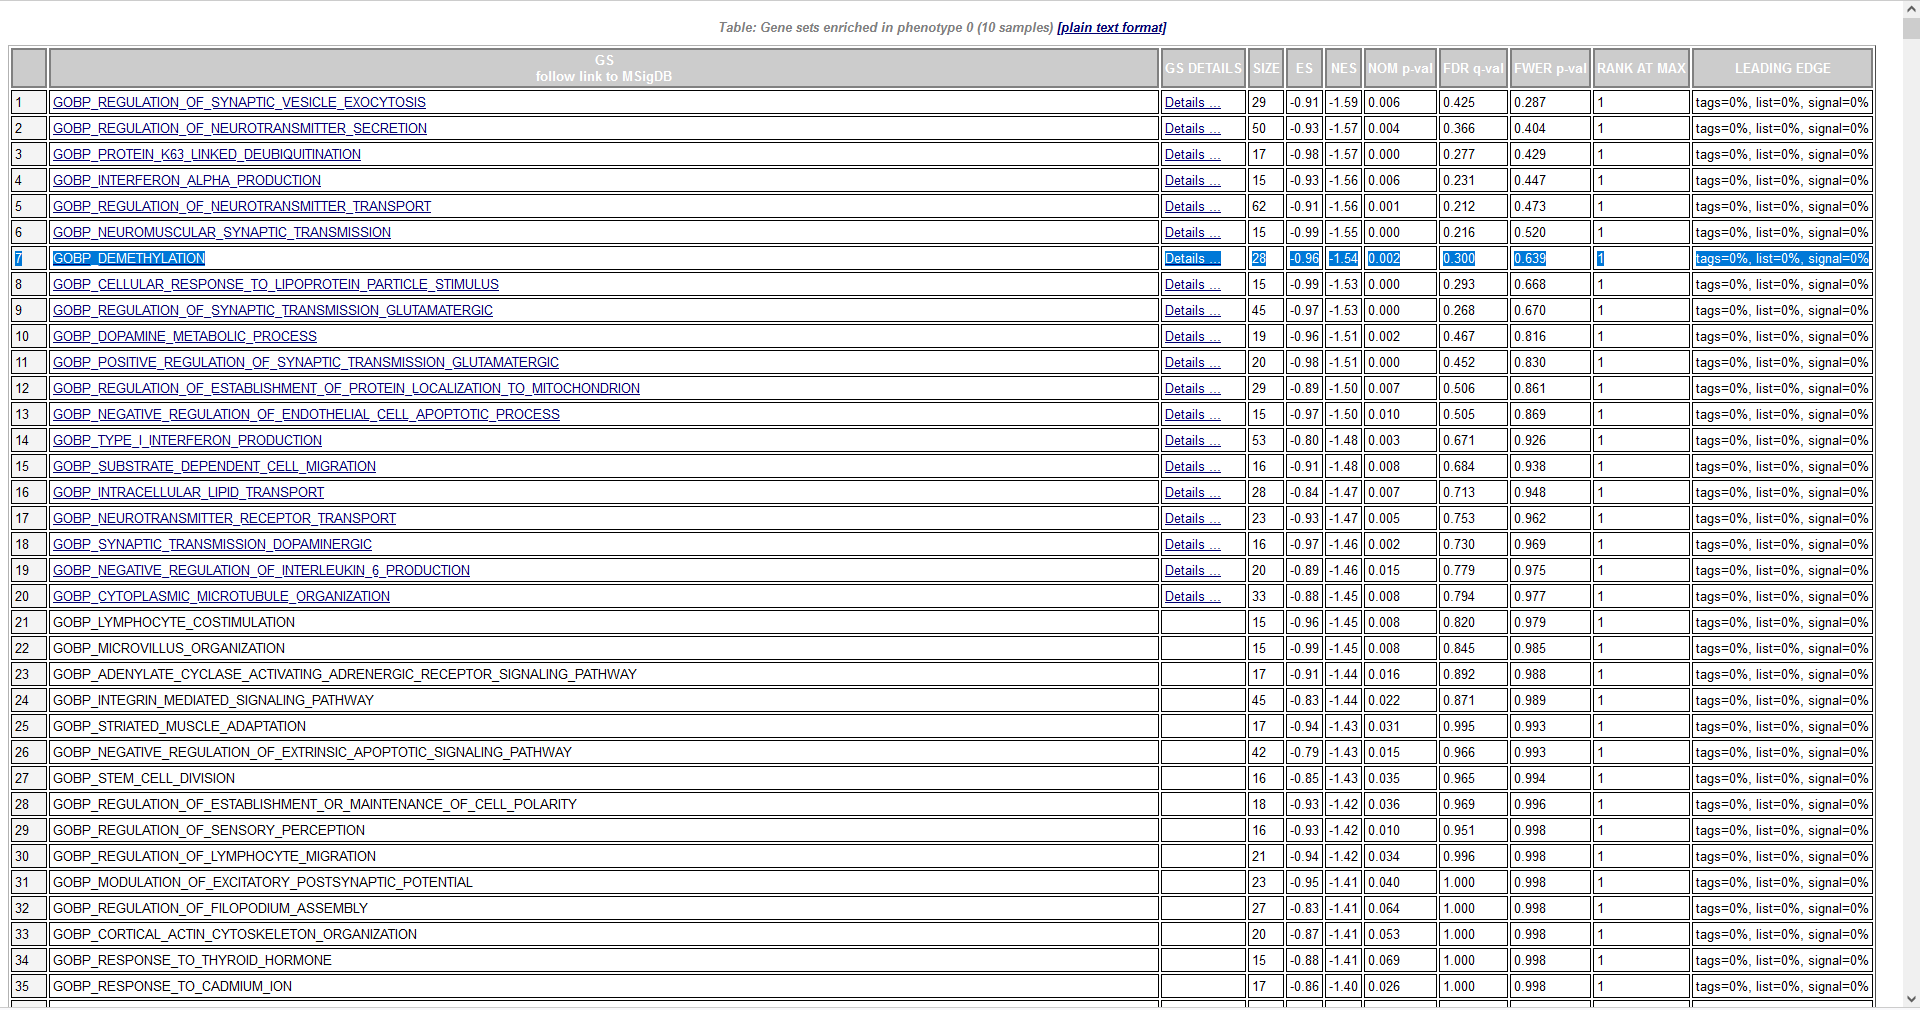 Table: Gene sets enriched in phenotype 0 (10 samples) [plain text format]
GS follow link to MSigDB GS DETAILS SIZE ES NES NOM p-val FDR q-val FWER p-val RANK AT MAX LEADING EDGE
1 GOBP_REGULATION_OF_SYNAPTIC_VESICLE_EXOCYTOSIS Details ... 29 -0.91 -1.59 0.006 0.425 0.287 1 tags=0%, list=0%, signal=0%
2 GOBP_REGULATION_OF_NEUROTRANSMITTER_SECRETION Details ... 50 -0.93 -1.57 0.004 0.366 0.404 1 tags=0%, list=0%, signal=0%
3 GOBP_PROTEIN_K63_LINKED_DEUBIQUITINATION Details ... 17 -0.98 -1.57 0.000 0.277 0.429 1 tags=0%, list=0%, signal=0%
4 GOBP_INTERFERON_ALPHA_PRODUCTION Details ... 15 -0.93 -1.56 0.006 0.231 0.447 1 tags=0%, list=0%, signal=0%
5 GOBP_REGULATION_OF_NEUROTRANSMITTER_TRANSPORT Details ... 62 -0.91 -1.56 0.001 0.212 0.473 1 tags=0%, list=0%, signal=0%
6 GOBP_NEUROMUSCULAR_SYNAPTIC_TRANSMISSION Details ... 15 -0.99 -1.55 0.000 0.216 0.520 1 tags=0%, list=0%, signal=0%
7 GOBP_DEMETHYLATION Details ... 28 -0.96 -1.54 0.002 0.300 0.639 1 tags=0%, list=0%, signal=0%
8 GOBP_CELLULAR_RESPONSE_TO_LIPOPROTEIN_PARTICLE_STIMULUS Details ... 15 -0.99 -1.53 0.000 0.293 0.668 1 tags=0%, list=0%, signal=0%
9 GOBP_REGULATION_OF_SYNAPTIC_TRANSMISSION_GLUTAMATERGIC Details ... 45 -0.97 -1.53 0.000 0.268 0.670 1 tags=0%, list=0%, signal=0%
10 GOBP_DOPAMINE_METABOLIC_PROCESS Details ... 19 -0.96 -1.51 0.002 0.467 0.816 1 tags=0%, list=0%, signal=0%
11 GOBP_POSITIVE_REGULATION_OF_SYNAPTIC_TRANSMISSION_GLUTAMATERGIC Details ... 20 -0.98 -1.51 0.000 0.452 0.830 1 tags=0%, list=0%, signal=0%
12 GOBP_REGULATION_OF_ESTABLISHMENT_OF_PROTEIN_LOCALIZATION_TO_MITOCHONDRION Details ... 29 -0.89 -1.50 0.007 0.506 0.861 1 tags=0%, list=0%, signal=0%
13 GOBP_NEGATIVE_REGULATION_OF_ENDOTHELIAL_CELL_APOPTOTIC_PROCESS Details ... 15 -0.97 -1.50 0.010 0.505 0.869 1 tags=0%, list=0%, signal=0%
14 GOBP_TYPE_I_INTERFERON_PRODUCTION Details ... 53 -0.80 -1.48 0.003 0.671 0.926 1 tags=0%, list=0%, signal=0%
15 GOBP_SUBSTRATE_DEPENDENT_CELL_MIGRATION Details ... 16 -0.91 -1.48 0.008 0.684 0.938 1 tags=0%, list=0%, signal=0%
16 GOBP_INTRACELLULAR_LIPID_TRANSPORT Details ... 28 -0.84 -1.47 0.007 0.713 0.948 1 tags=0%, list=0%, signal=0%
17 GOBP_NEUROTRANSMITTER_RECEPTOR_TRANSPORT Details ... 23 -0.93 -1.47 0.005 0.753 0.962 1 tags=0%, list=0%, signal=0%
18 GOBP_SYNAPTIC_TRANSMISSION_DOPAMINERGIC Details ... 16 -0.97 -1.46 0.002 0.730 0.969 1 tags=0%, list=0%, signal=0%
19 GOBP_NEGATIVE_REGULATION_OF_INTERLEUKIN_6_PRODUCTION Details ... 20 -0.89 -1.46 0.015 0.779 0.975 1 tags=0%, list=0%, signal=0%
20 GOBP_CYTOPLASMIC_MICROTUBULE_ORGANIZATION Details ... 33 -0.88 -1.45 0.008 0.794 0.977 1 tags=0%, list=0%, signal=0%
21 GOBP_LYMPHOCYTE_COSTIMULATION 15 -0.96 -1.45 0.008 0.820 0.979 1 tags=0%, list=0%, signal=0%
22 GOBP_MICROVILLUS_ORGANIZATION 15 -0.99 -1.45 0.008 0.845 0.985 1 tags=0%, list=0%, signal=0%
23 GOBP_ADENYLATE_CYCLASE_ACTIVATING_ADRENERGIC_RECEPTOR_SIGNALING_PATHWAY 17 -0.91 -1.44 0.016 0.892 0.988 1 tags=0%, list=0%, signal=0%
24 GOBP_INTEGRIN_MEDIATED_SIGNALING_PATHWAY 45 -0.83 -1.44 0.022 0.871 0.989 1 tags=0%, list=0%, signal=0%
25 GOBP_STRIATED_MUSCLE_ADAPTATION 17 -0.94 -1.43 0.031 0.995 0.993 1 tags=0%, list=0%, signal=0%
26 GOBP_NEGATIVE_REGULATION_OF_EXTRINSIC_APOPTOTIC_SIGNALING_PATHWAY 42 -0.79 -1.43 0.015 0.966 0.993 1 tags=0%, list=0%, signal=0%
27 GOBP_STEM_CELL_DIVISION 16 -0.85 -1.43 0.035 0.965 0.994 1 tags=0%, list=0%, signal=0%
28 GOBP_REGULATION_OF_ESTABLISHMENT_OR_MAINTENANCE_OF_CELL_POLARITY 18 -0.93 -1.42 0.036 0.969 0.996 1 tags=0%, list=0%, signal=0%
29 GOBP_REGULATION_OF_SENSORY_PERCEPTION 16 -0.93 -1.42 0.010 0.951 0.998 1 tags=0%, list=0%, signal=0%
30 GOBP_REGULATION_OF_LYMPHOCYTE_MIGRATION 21 -0.94 -1.42 0.034 0.996 0.998 1 tags=0%, list=0%, signal=0%
31 GOBP_MODULATION_OF_EXCITATORY_POSTSYNAPTIC_POTENTIAL 23 -0.95 -1.41 0.040 1.000 0.998 1 tags=0%, list=0%, signal=0%
32 GOBP_REGULATION_OF_FILOPODIUM_ASSEMBLY 27 -0.83 -1.41 0.064 1.000 0.998 1 tags=0%, list=0%, signal=0%
33 GOBP_CORTICAL_ACTIN_CYTOSKELETON_ORGANIZATION 20 -0.87 -1.41 0.053 1.000 0.998 1 tags=0%, list=0%, signal=0%
34 GOBP_RESPONSE_TO_THYROID_HORMONE 15 -0.88 -1.41 0.069 1.000 0.998 1 tags=0%, list=0%, signal=0%
35 GOBP_RESPONSE_TO_CADMIUM_ION 17 -0.86 -1.40 0.026 1.000 0.998 1 tags=0%, list=0%, signal=0%